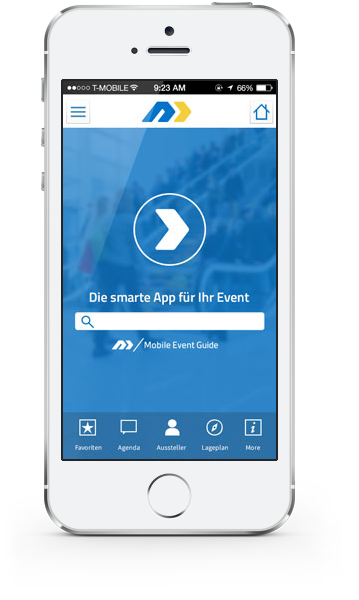 T-MOBILE 9:23 AM 66%
Die smarte App für Ihr Event
Mobile Event Guide
Favoriten Agenda Aussteller Lageplan More